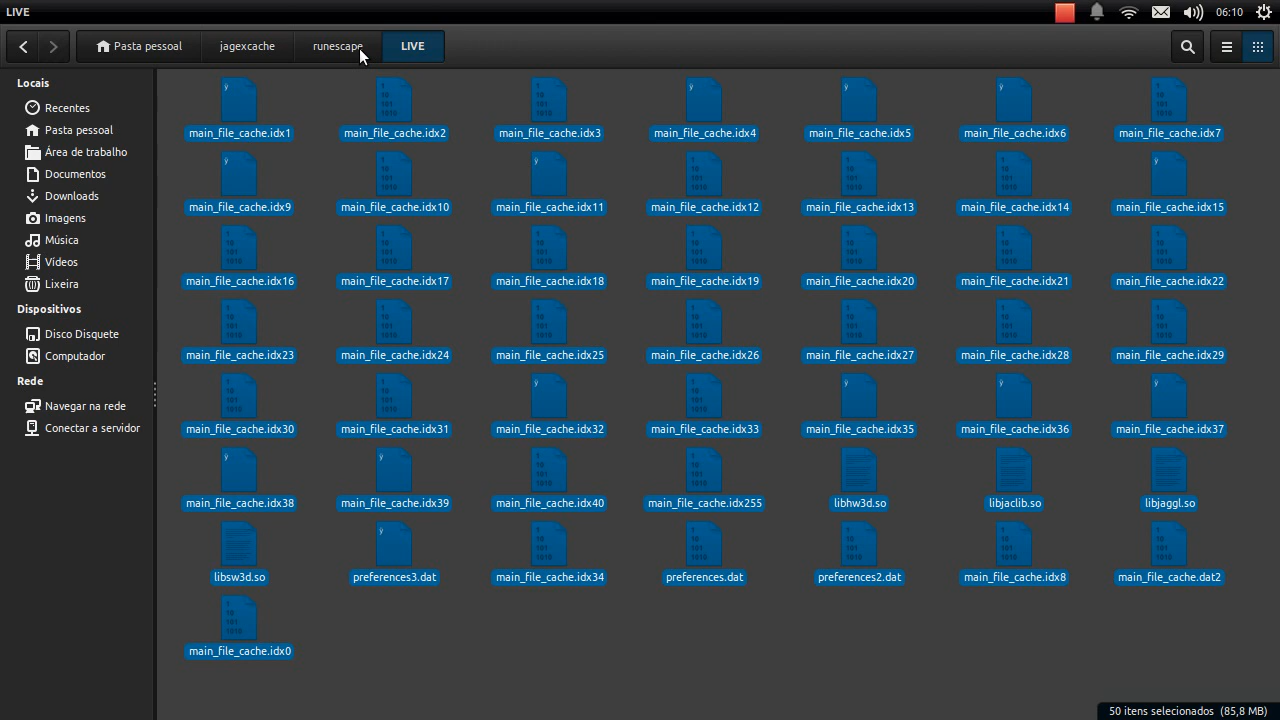 LIVE
06:10
Pasta pessoal jagexcache runescape LIVE
Locais
Recentes
Pasta pessoal
Área de trabalho
Documentos
Downloads
Imagens
Música
Vídeos
Lixeira
Dispositivos
Disco Disquete
Computador
Rede
Navegar na rede
Conectar a servidor
main_file_cache.idx1 main_file_cache.idx2 main_file_cache.idx3 main_file_cache.idx4 main_file_cache.idx5 main_file_cache.idx6 main_file_cache.idx7
main_file_cache.idx9 main_file_cache.idx10 main_file_cache.idx11 main_file_cache.idx12 main_file_cache.idx13 main_file_cache.idx14 main_file_cache.idx15
main_file_cache.idx16 main_file_cache.idx17 main_file_cache.idx18 main_file_cache.idx19 main_file_cache.idx20 main_file_cache.idx21 main_file_cache.idx22
main_file_cache.idx23 main_file_cache.idx24 main_file_cache.idx25 main_file_cache.idx26 main_file_cache.idx27 main_file_cache.idx28 main_file_cache.idx29
main_file_cache.idx30 main_file_cache.idx31 main_file_cache.idx32 main_file_cache.idx33 main_file_cache.idx35 main_file_cache.idx36 main_file_cache.idx37
main_file_cache.idx38 main_file_cache.idx39 main_file_cache.idx40 main_file_cache.idx255 libhw3d.so libjaclib.so libjaggl.so
libsw3d.so preferences3.dat main_file_cache.idx34 preferences.dat preferences2.dat main_file_cache.idx8 main_file_cache.dat2
main_file_cache.idx0
50 itens selecionados (85,8 MB)